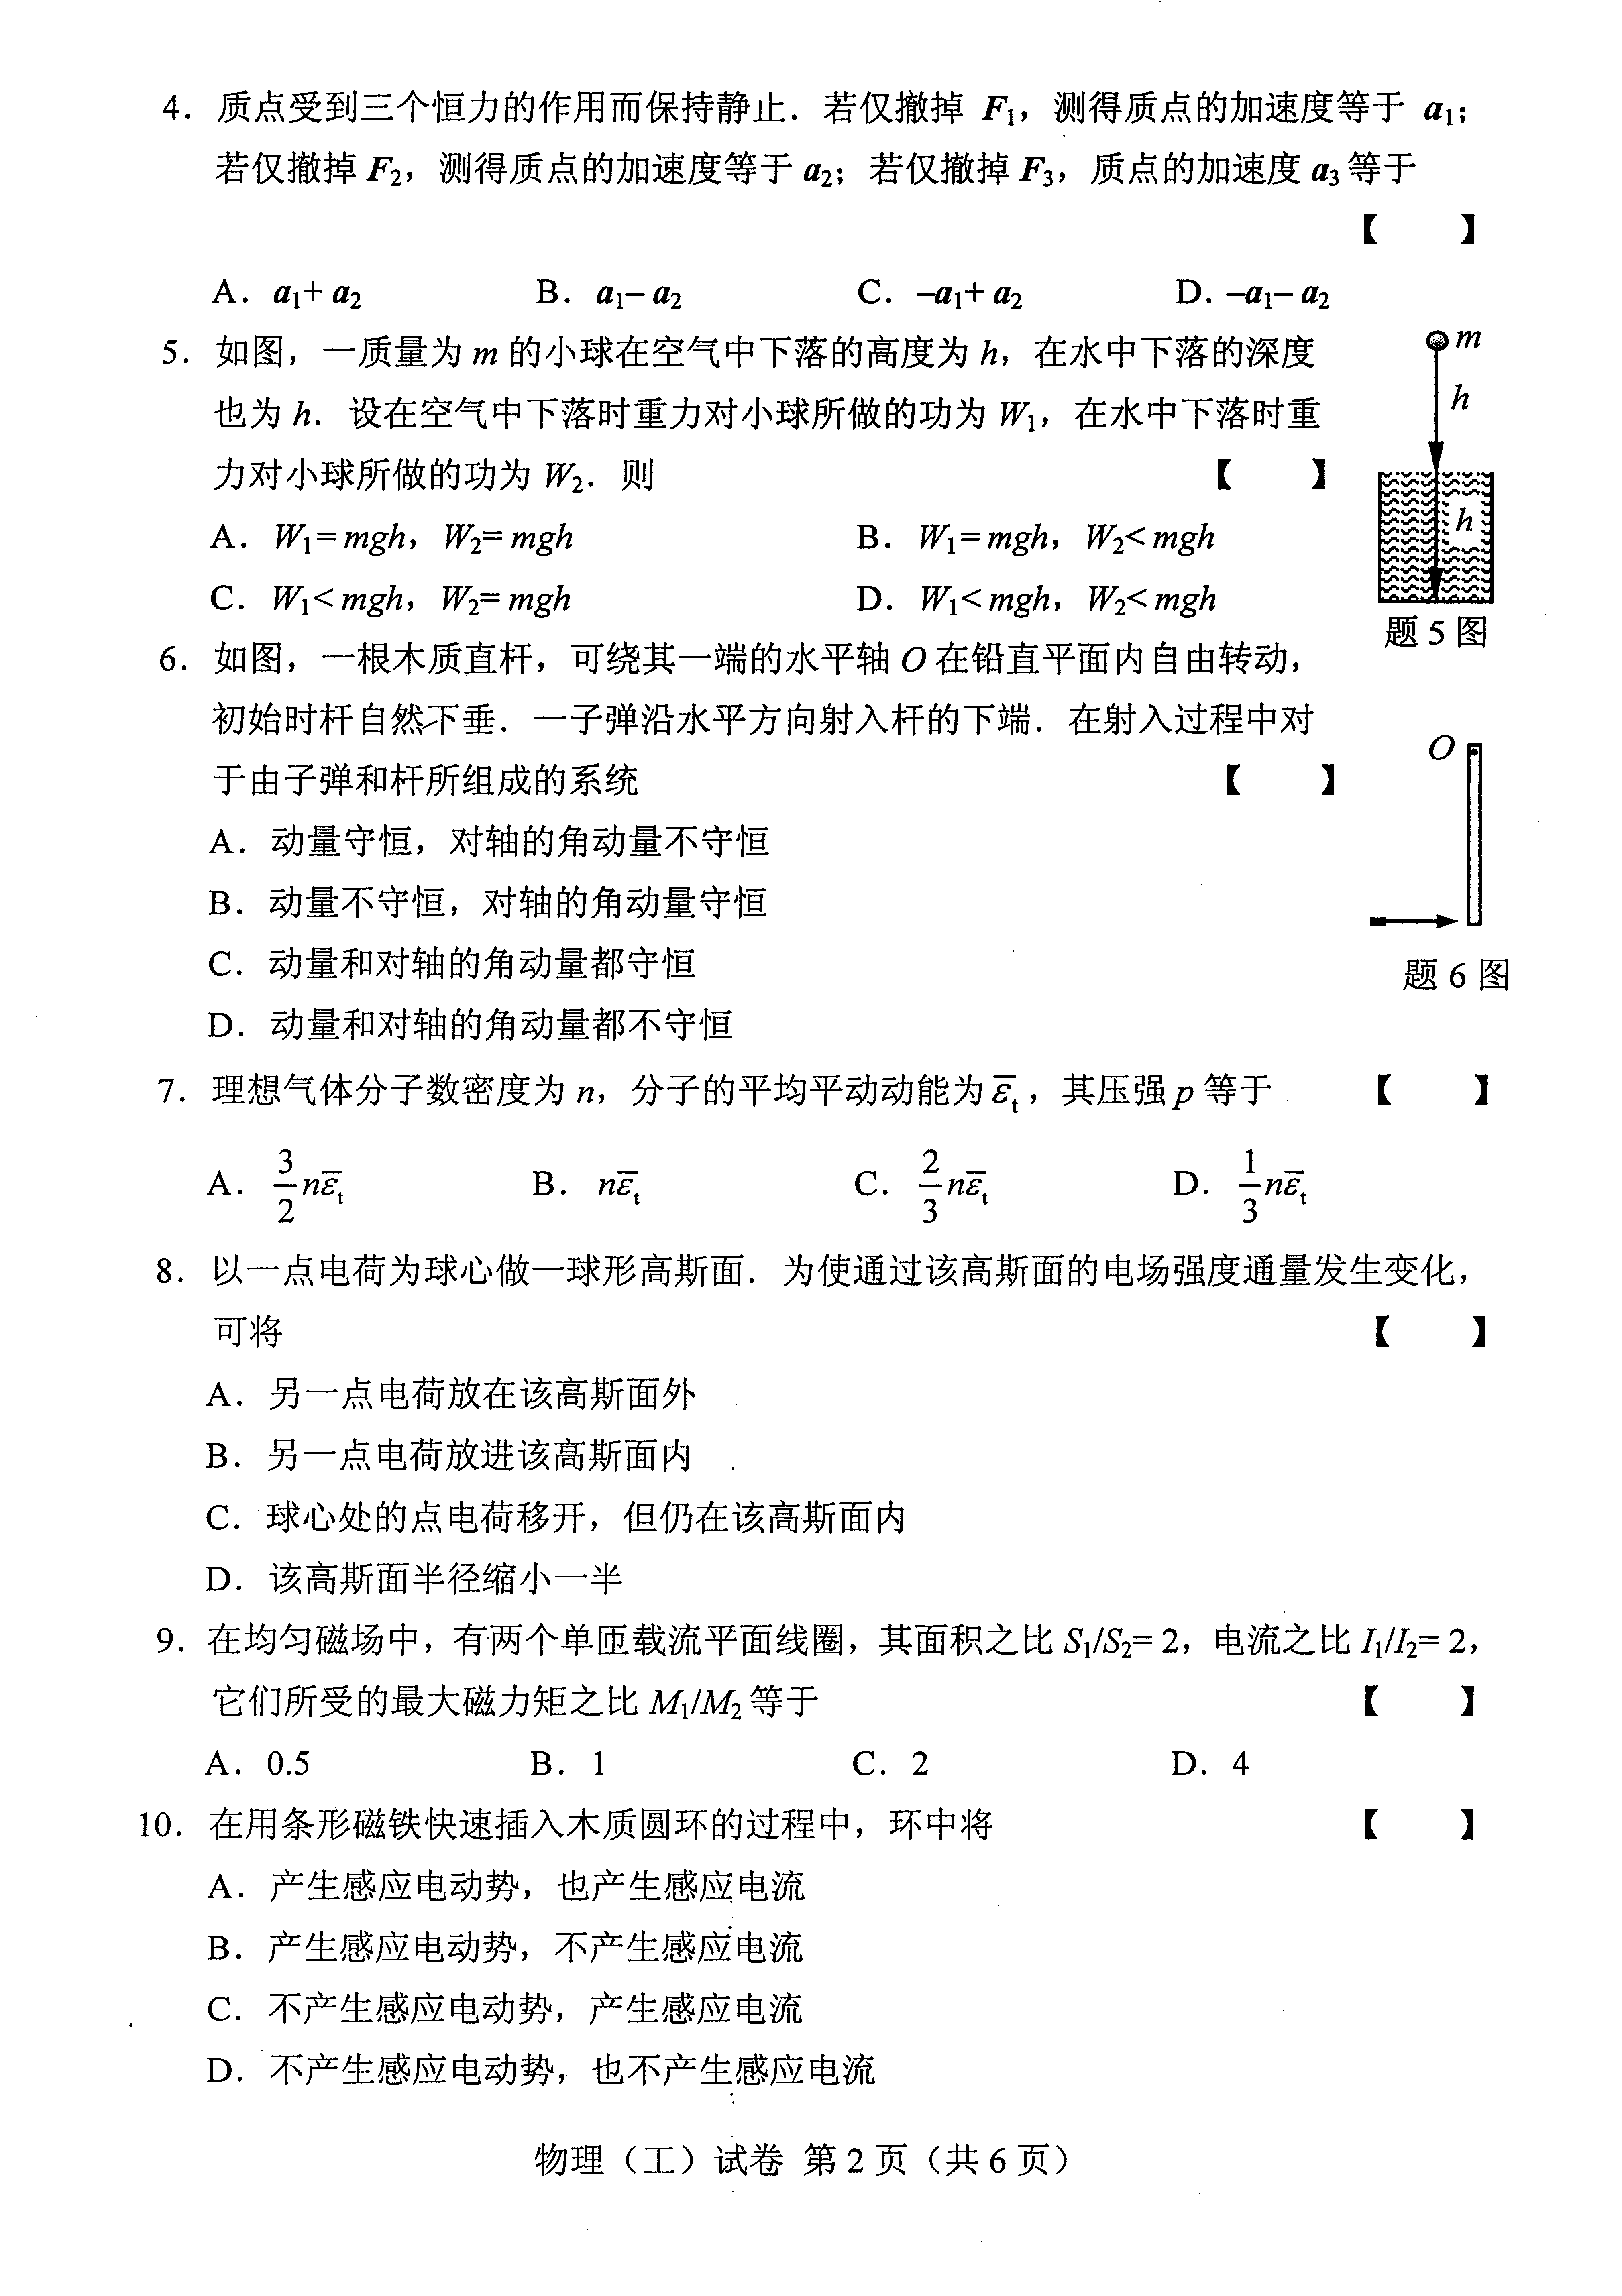 4. 质点受到三个恒力的作用而保持静止．若仅撤掉 F₁，测得质点的加速度等于 a₁；
若仅撤掉 F₂，测得质点的加速度等于 a₂；若仅撤掉 F₃，质点的加速度 a₃ 等于
【 】
A. a₁+ a₂ B. a₁– a₂ C. –a₁+ a₂ D. –a₁– a₂
5. 如图，一质量为 m 的小球在空气中下落的高度为 h，在水中下落的深度
也为 h．设在空气中下落时重力对小球所做的功为 W₁，在水中下落时重
力对小球所做的功为 W₂．则 【 】
A. W₁= mgh，W₂= mgh B. W₁= mgh，W₂< mgh
C. W₁< mgh，W₂= mgh D. W₁< mgh，W₂< mgh
m
h
h
题 5 图
6. 如图，一根木质直杆，可绕其一端的水平轴 O 在铅直平面内自由转动，
初始时杆自然下垂．一子弹沿水平方向射入杆的下端．在射入过程中对
于由子弹和杆所组成的系统 【 】
A. 动量守恒，对轴的角动量不守恒
B. 动量不守恒，对轴的角动量守恒
C. 动量和对轴的角动量都守恒
D. 动量和对轴的角动量都不守恒
O
题 6 图
7. 理想气体分子数密度为 n，分子的平均平动动能为 ε̄ₜ，其压强 p 等于 【 】
A. 3/2 nε̄ₜ B. nε̄ₜ C. 2/3 nε̄ₜ D. 1/3 nε̄ₜ
8. 以一点电荷为球心做一球形高斯面．为使通过该高斯面的电场强度通量发生变化，
可将 【 】
A. 另一点电荷放在该高斯面外
B. 另一点电荷放进该高斯面内
C. 球心处的点电荷移开，但仍在该高斯面内
D. 该高斯面半径缩小一半
9. 在均匀磁场中，有两个单匝载流平面线圈，其面积之比 S₁/S₂= 2，电流之比 I₁/I₂= 2，
它们所受的最大磁力矩之比 M₁/M₂ 等于 【 】
A. 0.5 B. 1 C. 2 D. 4
10. 在用条形磁铁快速插入木质圆环的过程中，环中将 【 】
A. 产生感应电动势，也产生感应电流
B. 产生感应电动势，不产生感应电流
C. 不产生感应电动势，产生感应电流
D. 不产生感应电动势，也不产生感应电流
物理（工）试卷 第 2 页（共 6 页）